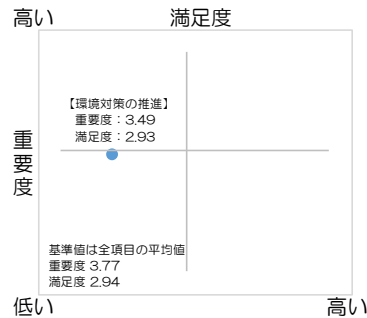 高い
満足度
【環境対策の推進】
重要度：3.49
満足度：2.93
重要度
基準値は全項目の平均値
重要度 3.77
満足度 2.94
低い
高い